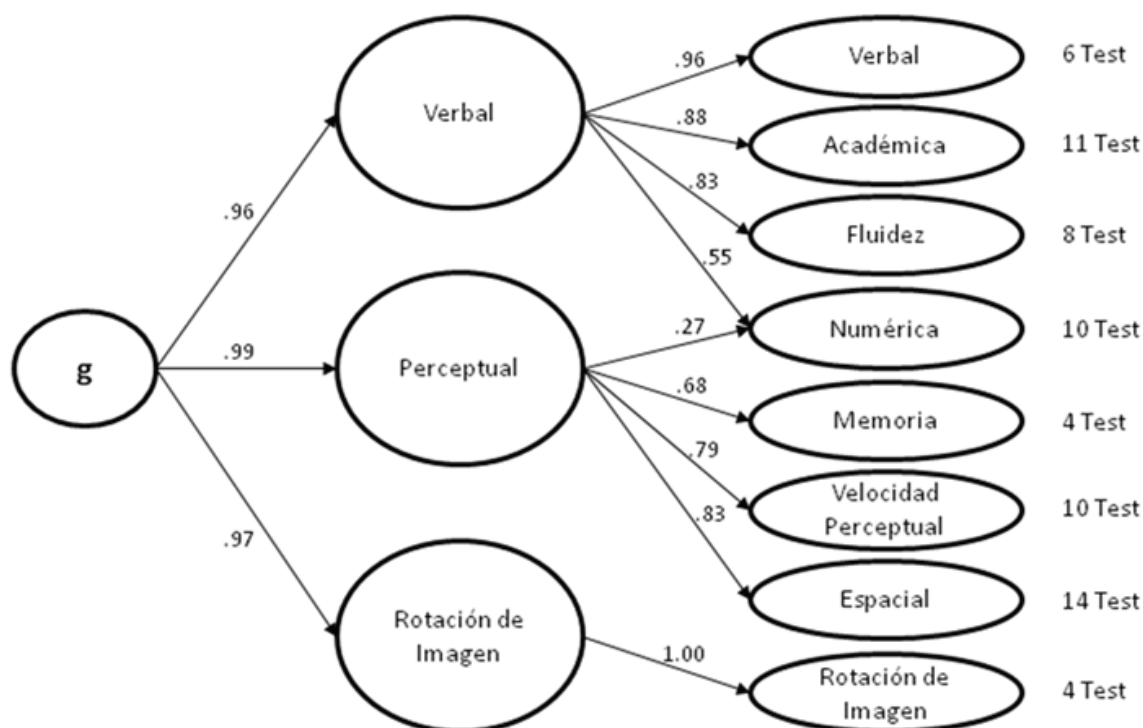 .96
Verbal
6 Test
Verbal
.88
Académica
11 Test
.83
.96
Fluidez
8 Test
.55
.27
Numérica
10 Test
g
.99
Perceptual
.68
Memoria
4 Test
.79
Velocidad
Perceptual
10 Test
.83
.97
Espacial
14 Test
Rotación de
Imagen
1.00
Rotación de
Imagen
4 Test